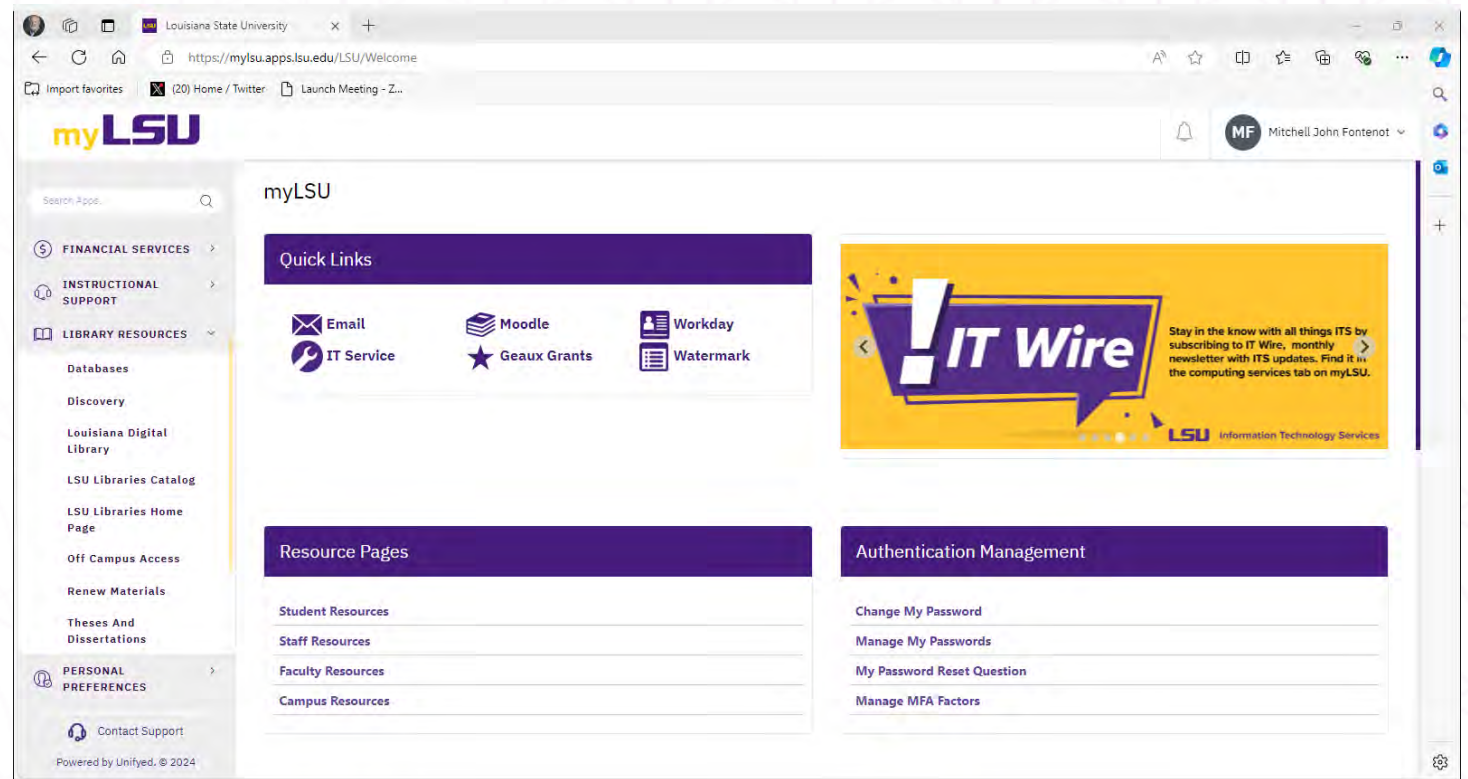 Louisiana State University
https://mylsu.apps.lsu.edu/LSU/Welcome
Import favorites
(20) Home / Twitter
Launch Meeting - Z...
myLSU
MF
Mitchell John Fontenot
Search Apps..
FINANCIAL SERVICES
INSTRUCTIONAL
SUPPORT
LIBRARY RESOURCES
Databases
Discovery
Louisiana Digital
Library
LSU Libraries Catalog
LSU Libraries Home
Page
Off Campus Access
Renew Materials
Theses And
Dissertations
PERSONAL
PREFERENCES
Contact Support
Powered by Unifyed. © 2024
myLSU
Quick Links
Email
Moodle
Workday
IT Service
Geaux Grants
Watermark
! IT Wire
Stay in the know with all things ITS by
subscribing to IT Wire, monthly
newsletter with ITS updates. Find it in
the computing services tab on myLSU.
LSU Information Technology Services
Resource Pages
Student Resources
Staff Resources
Faculty Resources
Campus Resources
Authentication Management
Change My Password
Manage My Passwords
My Password Reset Question
Manage MFA Factors